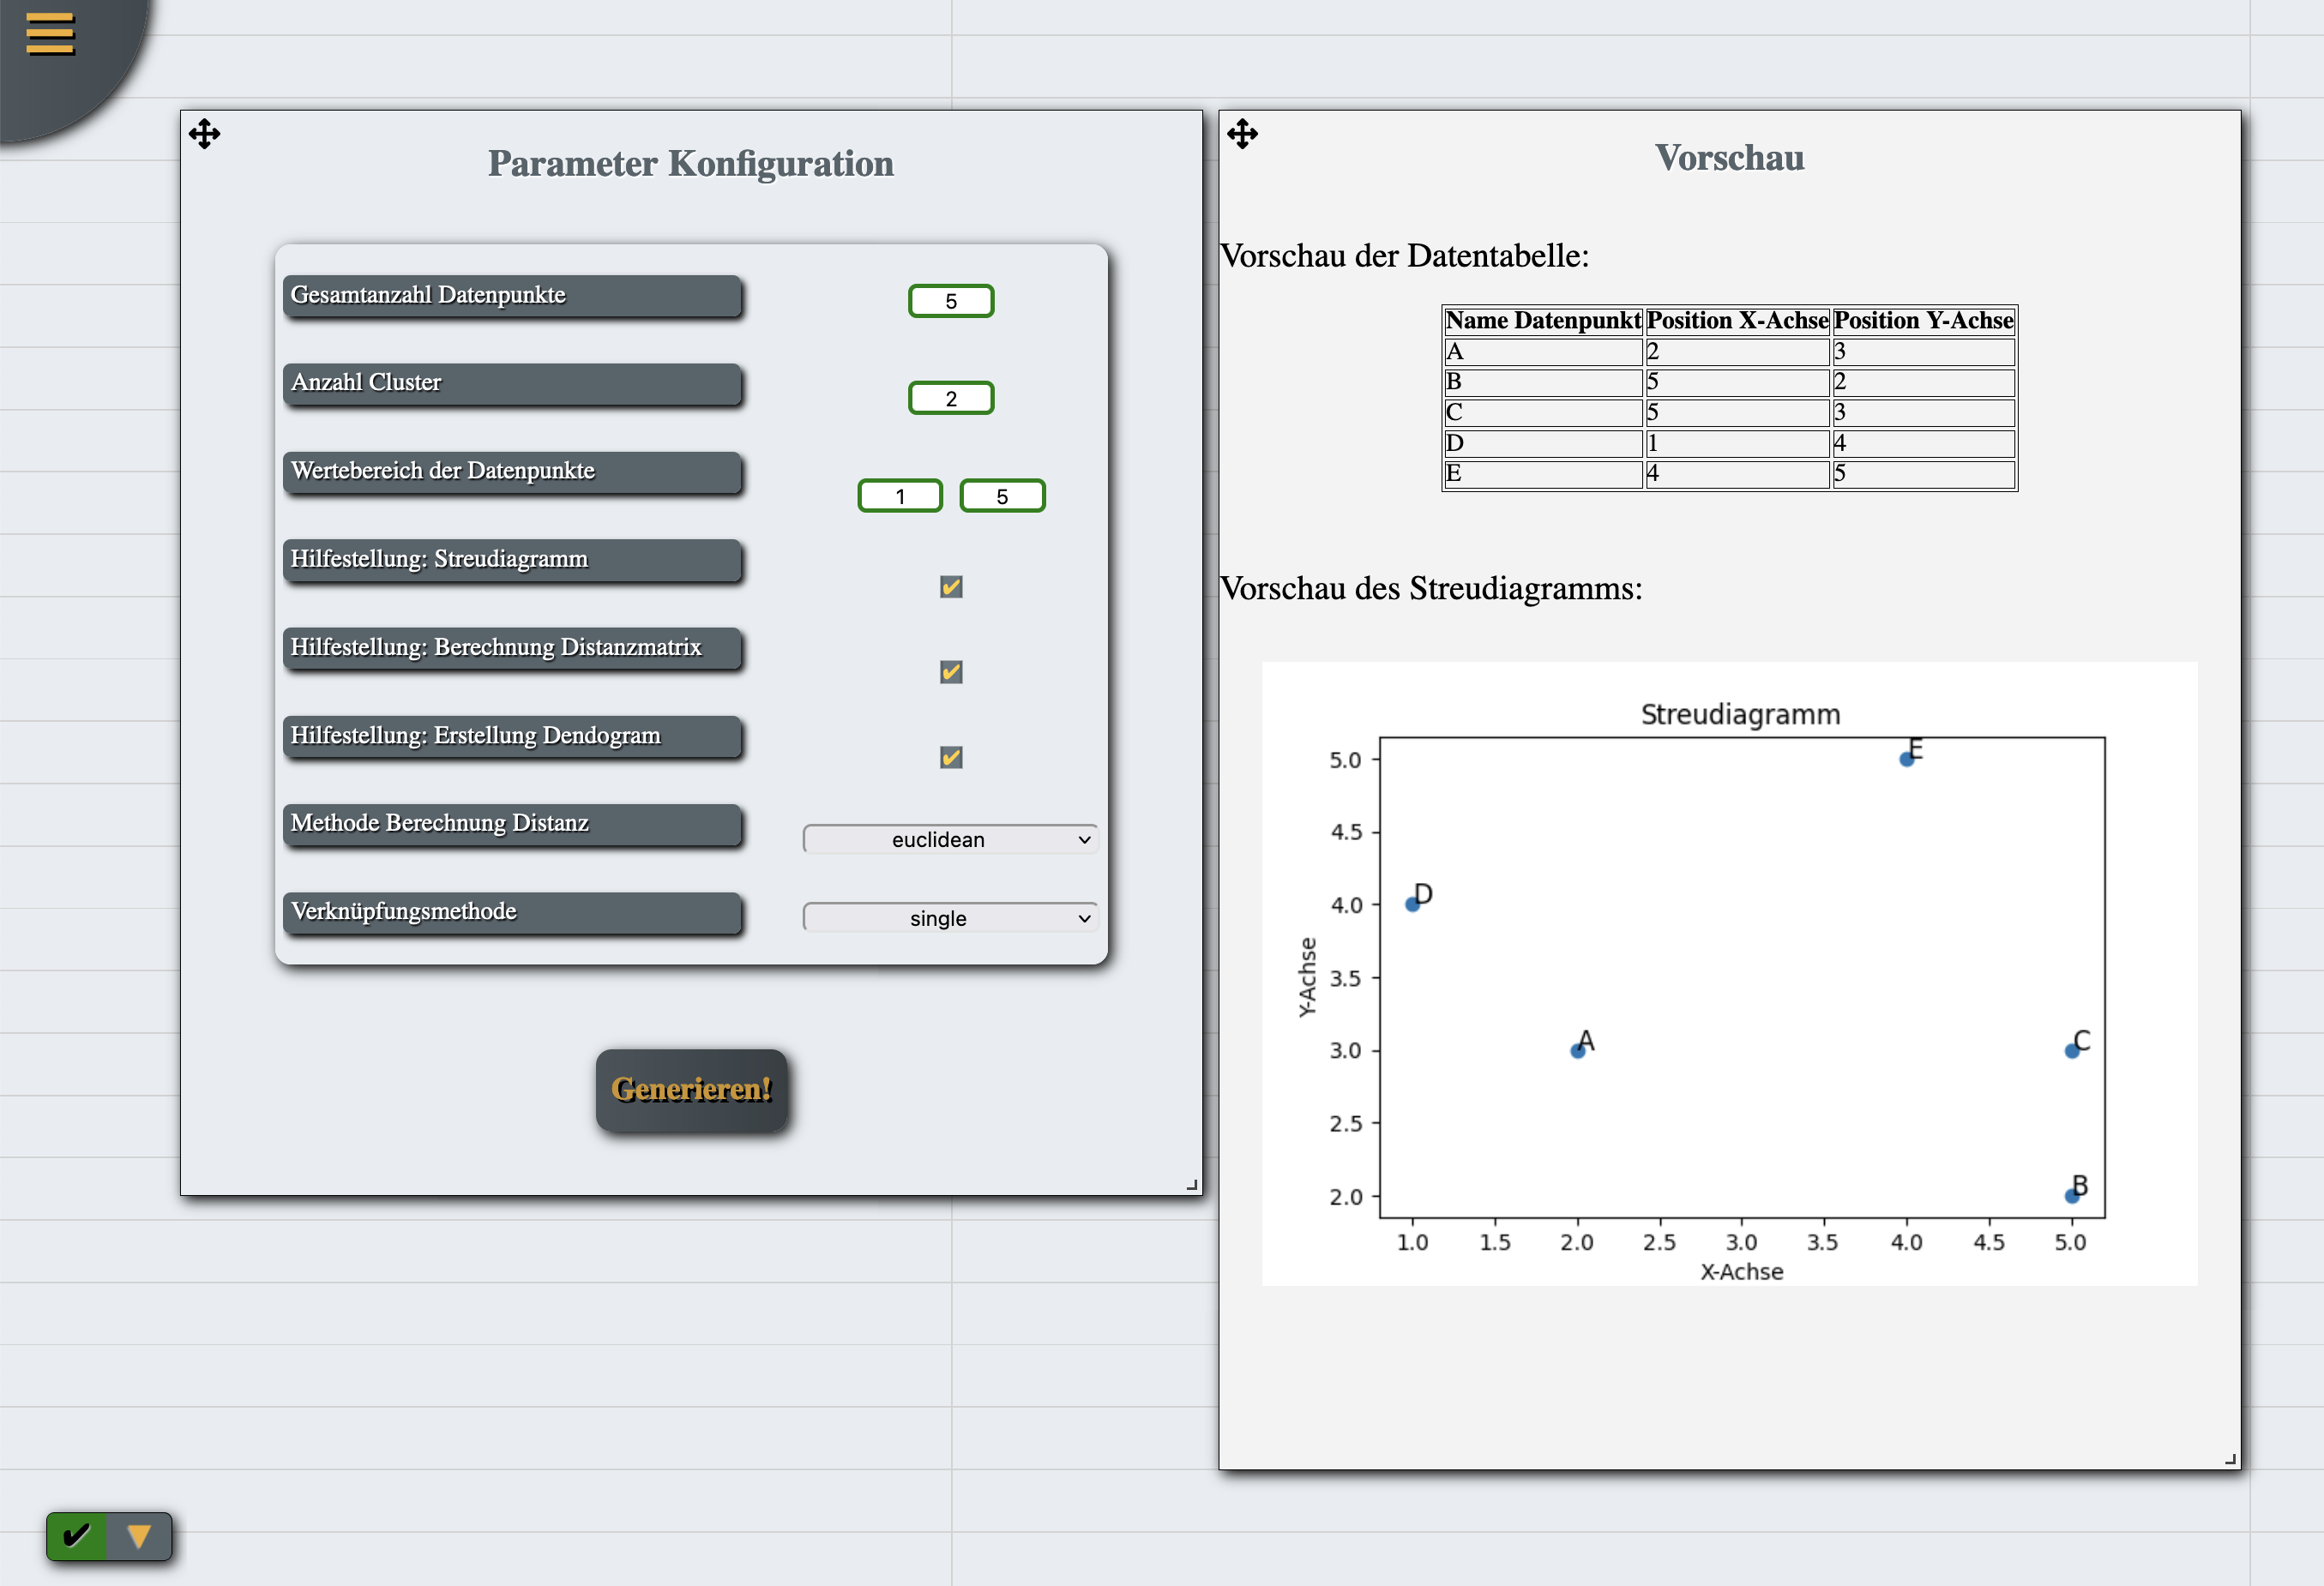 Parameter Konfiguration
Gesamtanzahl Datenpunkte 5
Anzahl Cluster 2
Wertebereich der Datenpunkte 1 5
Hilfestellung: Streudiagramm ✔
Hilfestellung: Berechnung Distanzmatrix ✔
Hilfestellung: Erstellung Dendogram ✔
Methode Berechnung Distanz euclidean
Verknüpfungsmethode single
Generieren!
Vorschau
Vorschau der Datentabelle:
Name Datenpunkt Position X-Achse Position Y-Achse
A 2 3
B 5 2
C 5 3
D 1 4
E 4 5
Vorschau des Streudiagramms:
Streudiagramm
E
D
A
C
B
5.0
4.5
4.0
3.5
3.0
2.5
2.0
Y-Achse
1.0 1.5 2.0 2.5 3.0 3.5 4.0 4.5 5.0
X-Achse